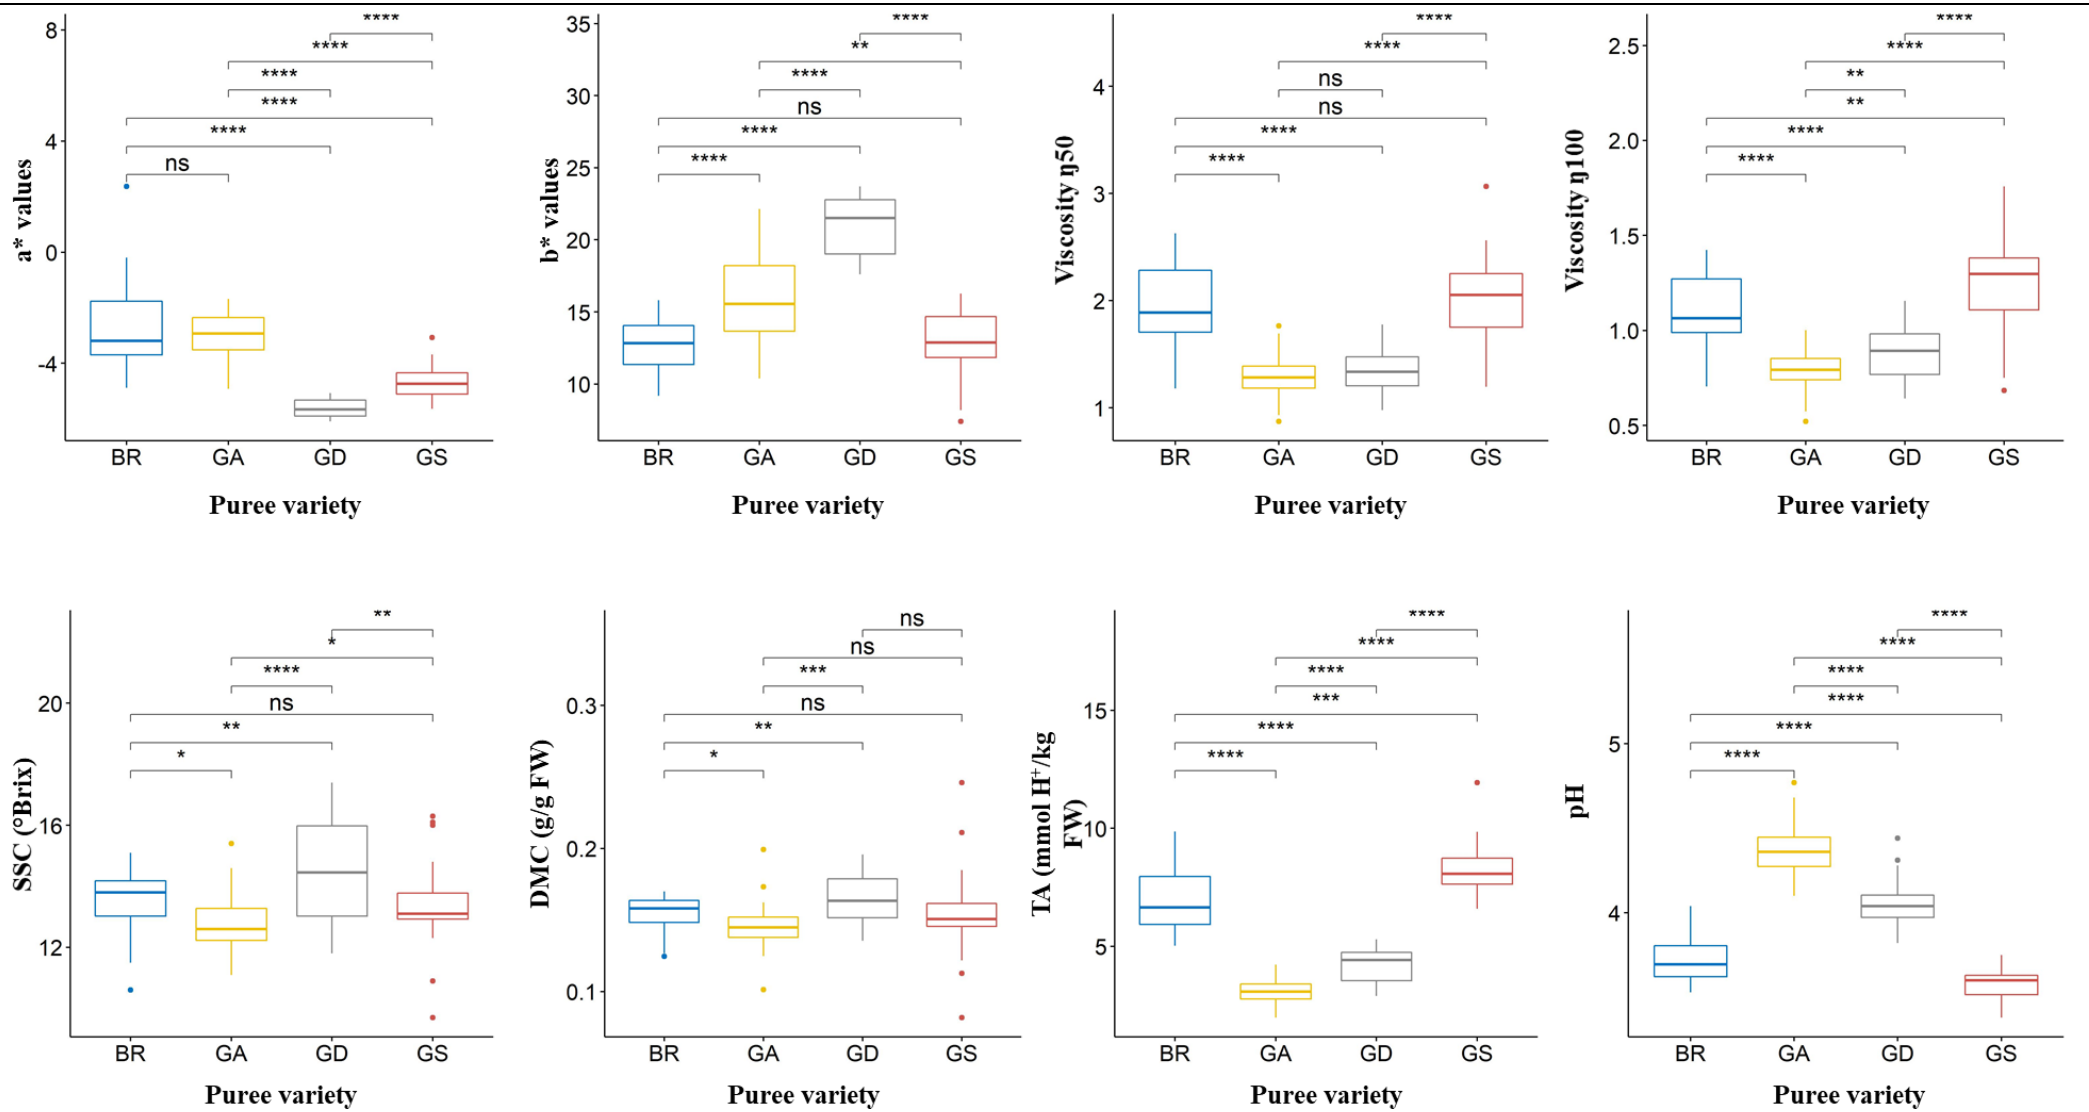 a* values
8
4
0
-4
****
****
****
****
****
ns
BR GA GD GS
Puree variety
b* values
35
30
25
20
15
10
****
**
****
ns
****
****
BR GA GD GS
Puree variety
Viscosity ŋ50
4
3
2
1
****
****
ns
ns
****
****
BR GA GD GS
Puree variety
Viscosity ŋ100
2.5
2.0
1.5
1.0
0.5
****
****
**
**
****
****
BR GA GD GS
Puree variety
SSC (°Brix)
20
16
12
**
*
****
ns
**
*
BR GA GD GS
Puree variety
DMC (g/g FW)
0.3
0.2
0.1
ns
ns
***
ns
**
*
BR GA GD GS
Puree variety
TA (mmol H⁺/kg
FW)
15
10
5
****
****
****
***
****
****
BR GA GD GS
Puree variety
pH
5
4
****
****
****
****
****
****
BR GA GD GS
Puree variety